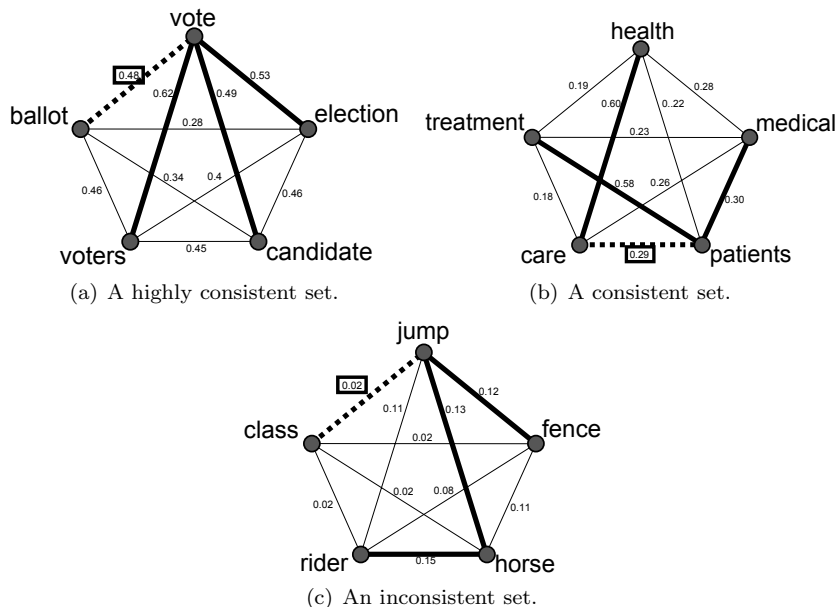 vote
health
0.48
0.62
0.49
0.53
0.19
0.60
0.22
0.28
ballot
0.28
election
treatment
0.23
medical
0.46
0.34
0.4
0.46
0.18
0.58
0.26
0.30
voters
0.45
candidate
care
0.29
patients
(a) A highly consistent set.
(b) A consistent set.
jump
0.02
0.11
0.13
0.12
class
0.02
fence
0.02
0.02
0.08
0.11
rider
0.15
horse
(c) An inconsistent set.